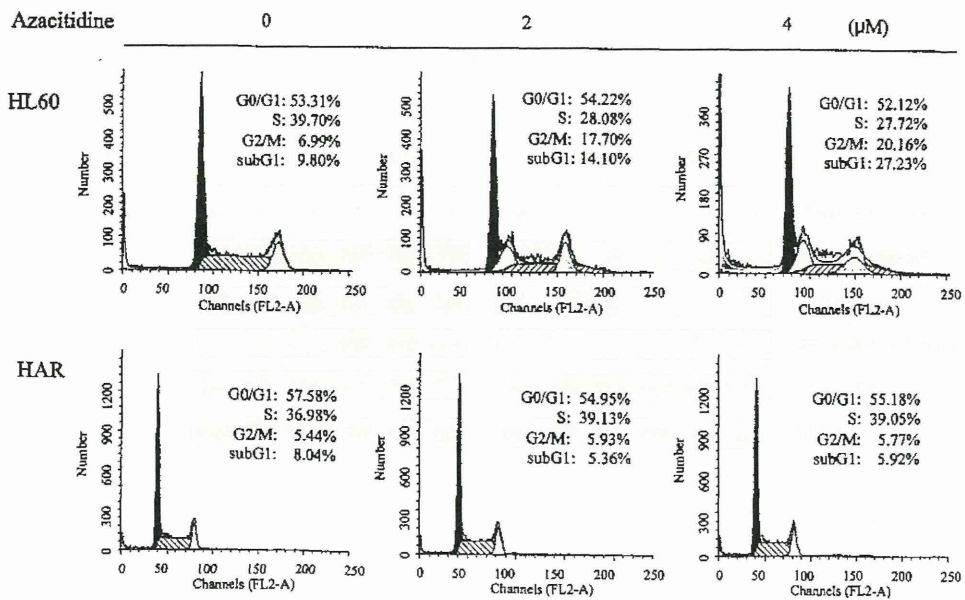 Azacitidine 0 2 4 (μM)
HL60
G0/G1: 53.31%
S: 39.70%
G2/M: 6.99%
subG1: 9.80%
Number
0 100 200 300 400 500
0 50 100 150 200 250
Channels (FL2-A)
G0/G1: 54.22%
S: 28.08%
G2/M: 17.70%
subG1: 14.10%
Number
0 100 200 300 400 500
0 50 100 150 200 250
Channels (FL2-A)
G0/G1: 52.12%
S: 27.72%
G2/M: 20.16%
subG1: 27.23%
Number
0 90 180 270 360
0 50 100 150 200 250
Channels (FL2-A)
HAR
G0/G1: 57.58%
S: 36.98%
G2/M: 5.44%
subG1: 8.04%
Number
0 300 600 900 1200
0 50 100 150 200 250
Channels (FL2-A)
G0/G1: 54.95%
S: 39.13%
G2/M: 5.93%
subG1: 5.36%
Number
0 300 600 900 1200
0 50 100 150 200 250
Channels (FL2-A)
G0/G1: 55.18%
S: 39.05%
G2/M: 5.77%
subG1: 5.92%
Number
0 300 600 900 1200
0 50 100 150 200 250
Channels (FL2-A)